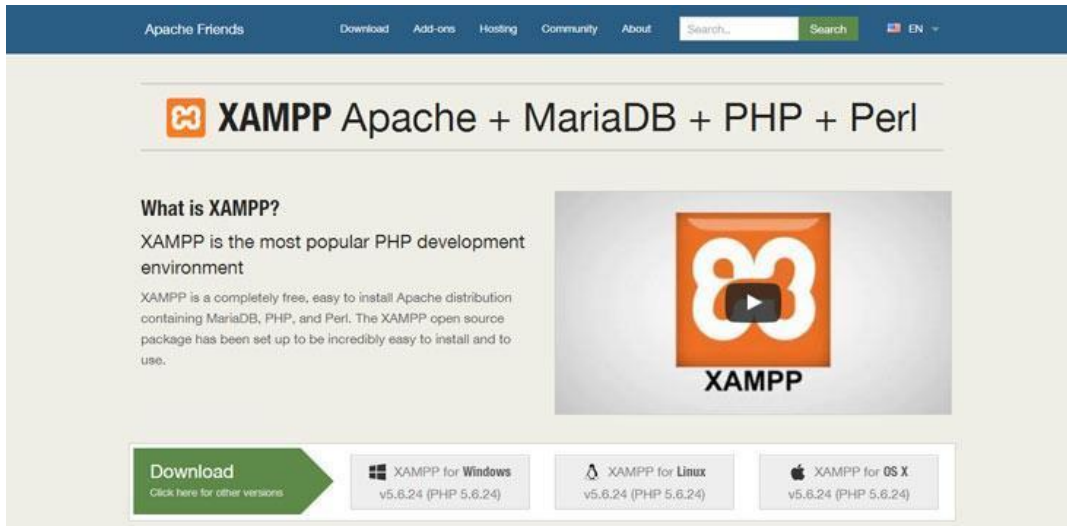 Apache Friends Download Add-ons Hosting Community About Search... Search EN
XAMPP Apache + MariaDB + PHP + Perl
What is XAMPP?
XAMPP is the most popular PHP development
environment
XAMPP is a completely free, easy to install Apache distribution
containing MariaDB, PHP, and Perl. The XAMPP open source
package has been set up to be incredibly easy to install and to
use.
XAMPP
Download
Click here for other versions
XAMPP for Windows
v5.6.24 (PHP 5.6.24)
XAMPP for Linux
v5.6.24 (PHP 5.6.24)
XAMPP for OS X
v5.6.24 (PHP 5.6.24)